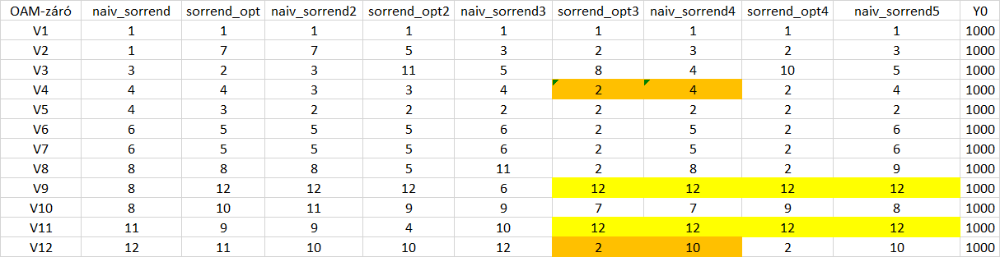 OAM-záró naiv_sorrend sorrend_opt naiv_sorrend2 sorrend_opt2 naiv_sorrend3 sorrend_opt3 naiv_sorrend4 sorrend_opt4 naiv_sorrend5 Y0
V1 1 1 1 1 1 1 1 1 1 1000
V2 1 7 7 5 3 2 3 2 3 1000
V3 3 2 3 11 5 8 4 10 5 1000
V4 4 4 3 3 4 2 4 2 4 1000
V5 4 3 2 2 2 2 2 2 2 1000
V6 6 5 5 5 6 2 5 2 6 1000
V7 6 5 5 5 6 2 5 2 6 1000
V8 8 8 8 5 11 2 8 2 9 1000
V9 8 12 12 12 6 12 12 12 12 1000
V10 8 10 11 9 9 7 7 9 8 1000
V11 11 9 9 4 10 12 12 12 12 1000
V12 12 11 10 10 12 2 10 2 10 1000